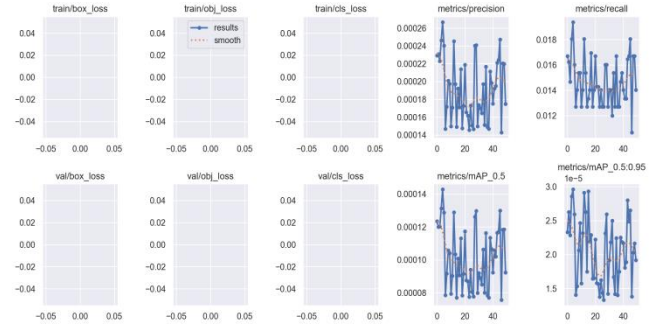 train/box_loss
train/obj_loss
train/cls_loss
metrics/precision
metrics/recall
0.04
0.02
0.00
−0.02
−0.04
−0.05 0.00 0.05
0.04
0.02
0.00
−0.02
−0.04
−0.05 0.00 0.05
results
smooth
0.04
0.02
0.00
−0.02
−0.04
−0.05 0.00 0.05
0.00026
0.00024
0.00022
0.00020
0.00018
0.00016
0.00014
0 20 40
0.018
0.016
0.014
0.012
0 20 40
val/box_loss
val/obj_loss
val/cls_loss
metrics/mAP_0.5
metrics/mAP_0.5:0.95
0.04
0.02
0.00
−0.02
−0.04
−0.05 0.00 0.05
0.04
0.02
0.00
−0.02
−0.04
−0.05 0.00 0.05
0.04
0.02
0.00
−0.02
−0.04
−0.05 0.00 0.05
0.00014
0.00012
0.00010
0.00008
0 20 40
1e−5
3.0
2.5
2.0
1.5
0 20 40